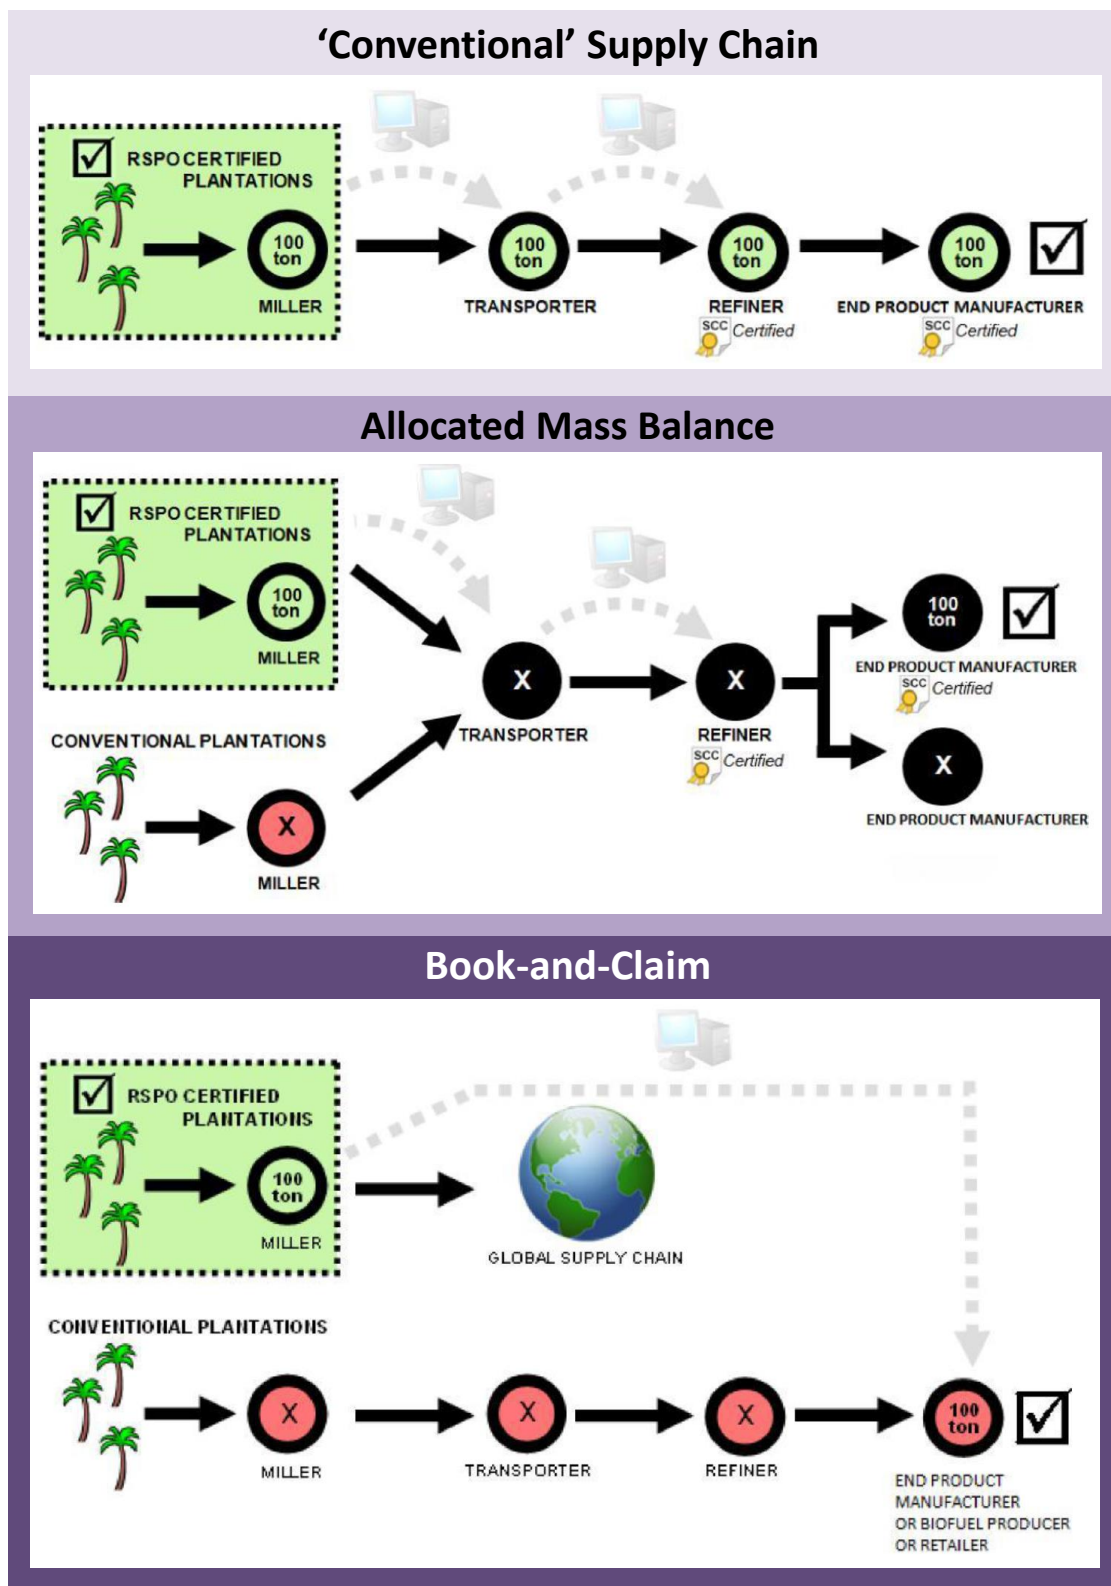 ‘Conventional’ Supply Chain
RSPO CERTIFIED
PLANTATIONS
100
ton
MILLER
100
ton
TRANSPORTER
100
ton
REFINER
SCC
Certified
100
ton
END PRODUCT MANUFACTURER
SCC
Certified
Allocated Mass Balance
RSPO CERTIFIED
PLANTATIONS
100
ton
MILLER
CONVENTIONAL PLANTATIONS
X
MILLER
X
TRANSPORTER
X
REFINER
SCC
Certified
100
ton
END PRODUCT MANUFACTURER
SCC
Certified
X
END PRODUCT MANUFACTURER
Book-and-Claim
RSPO CERTIFIED
PLANTATIONS
100
ton
MILLER
GLOBAL SUPPLY CHAIN
CONVENTIONAL PLANTATIONS
X
MILLER
X
TRANSPORTER
X
REFINER
100
ton
END PRODUCT
MANUFACTURER
OR BIOFUEL PRODUCER
OR RETAILER